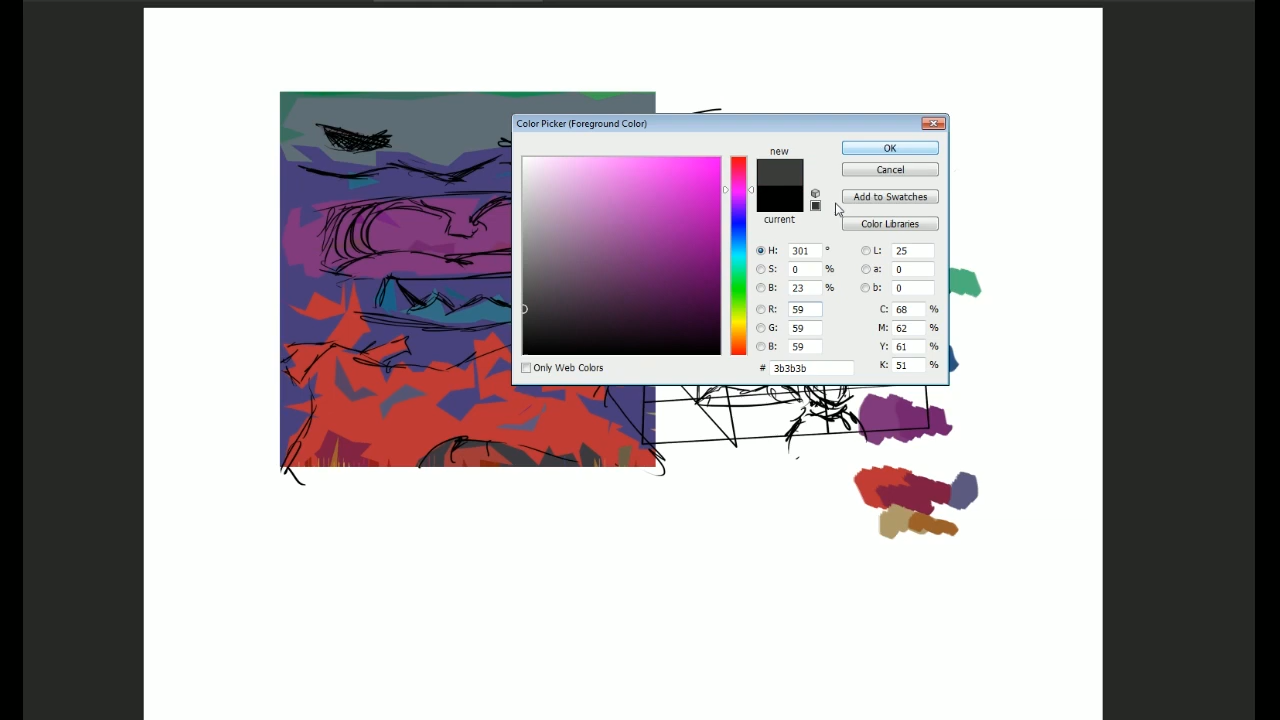 Color Picker (Foreground Color)
new
current
OK
Cancel
Add to Swatches
Color Libraries
H: 301 °
S: 0 %
B: 23 %
R: 59
G: 59
B: 59
# 3b3b3b
L: 25
a: 0
b: 0
C: 68 %
M: 62 %
Y: 61 %
K: 51 %
Only Web Colors